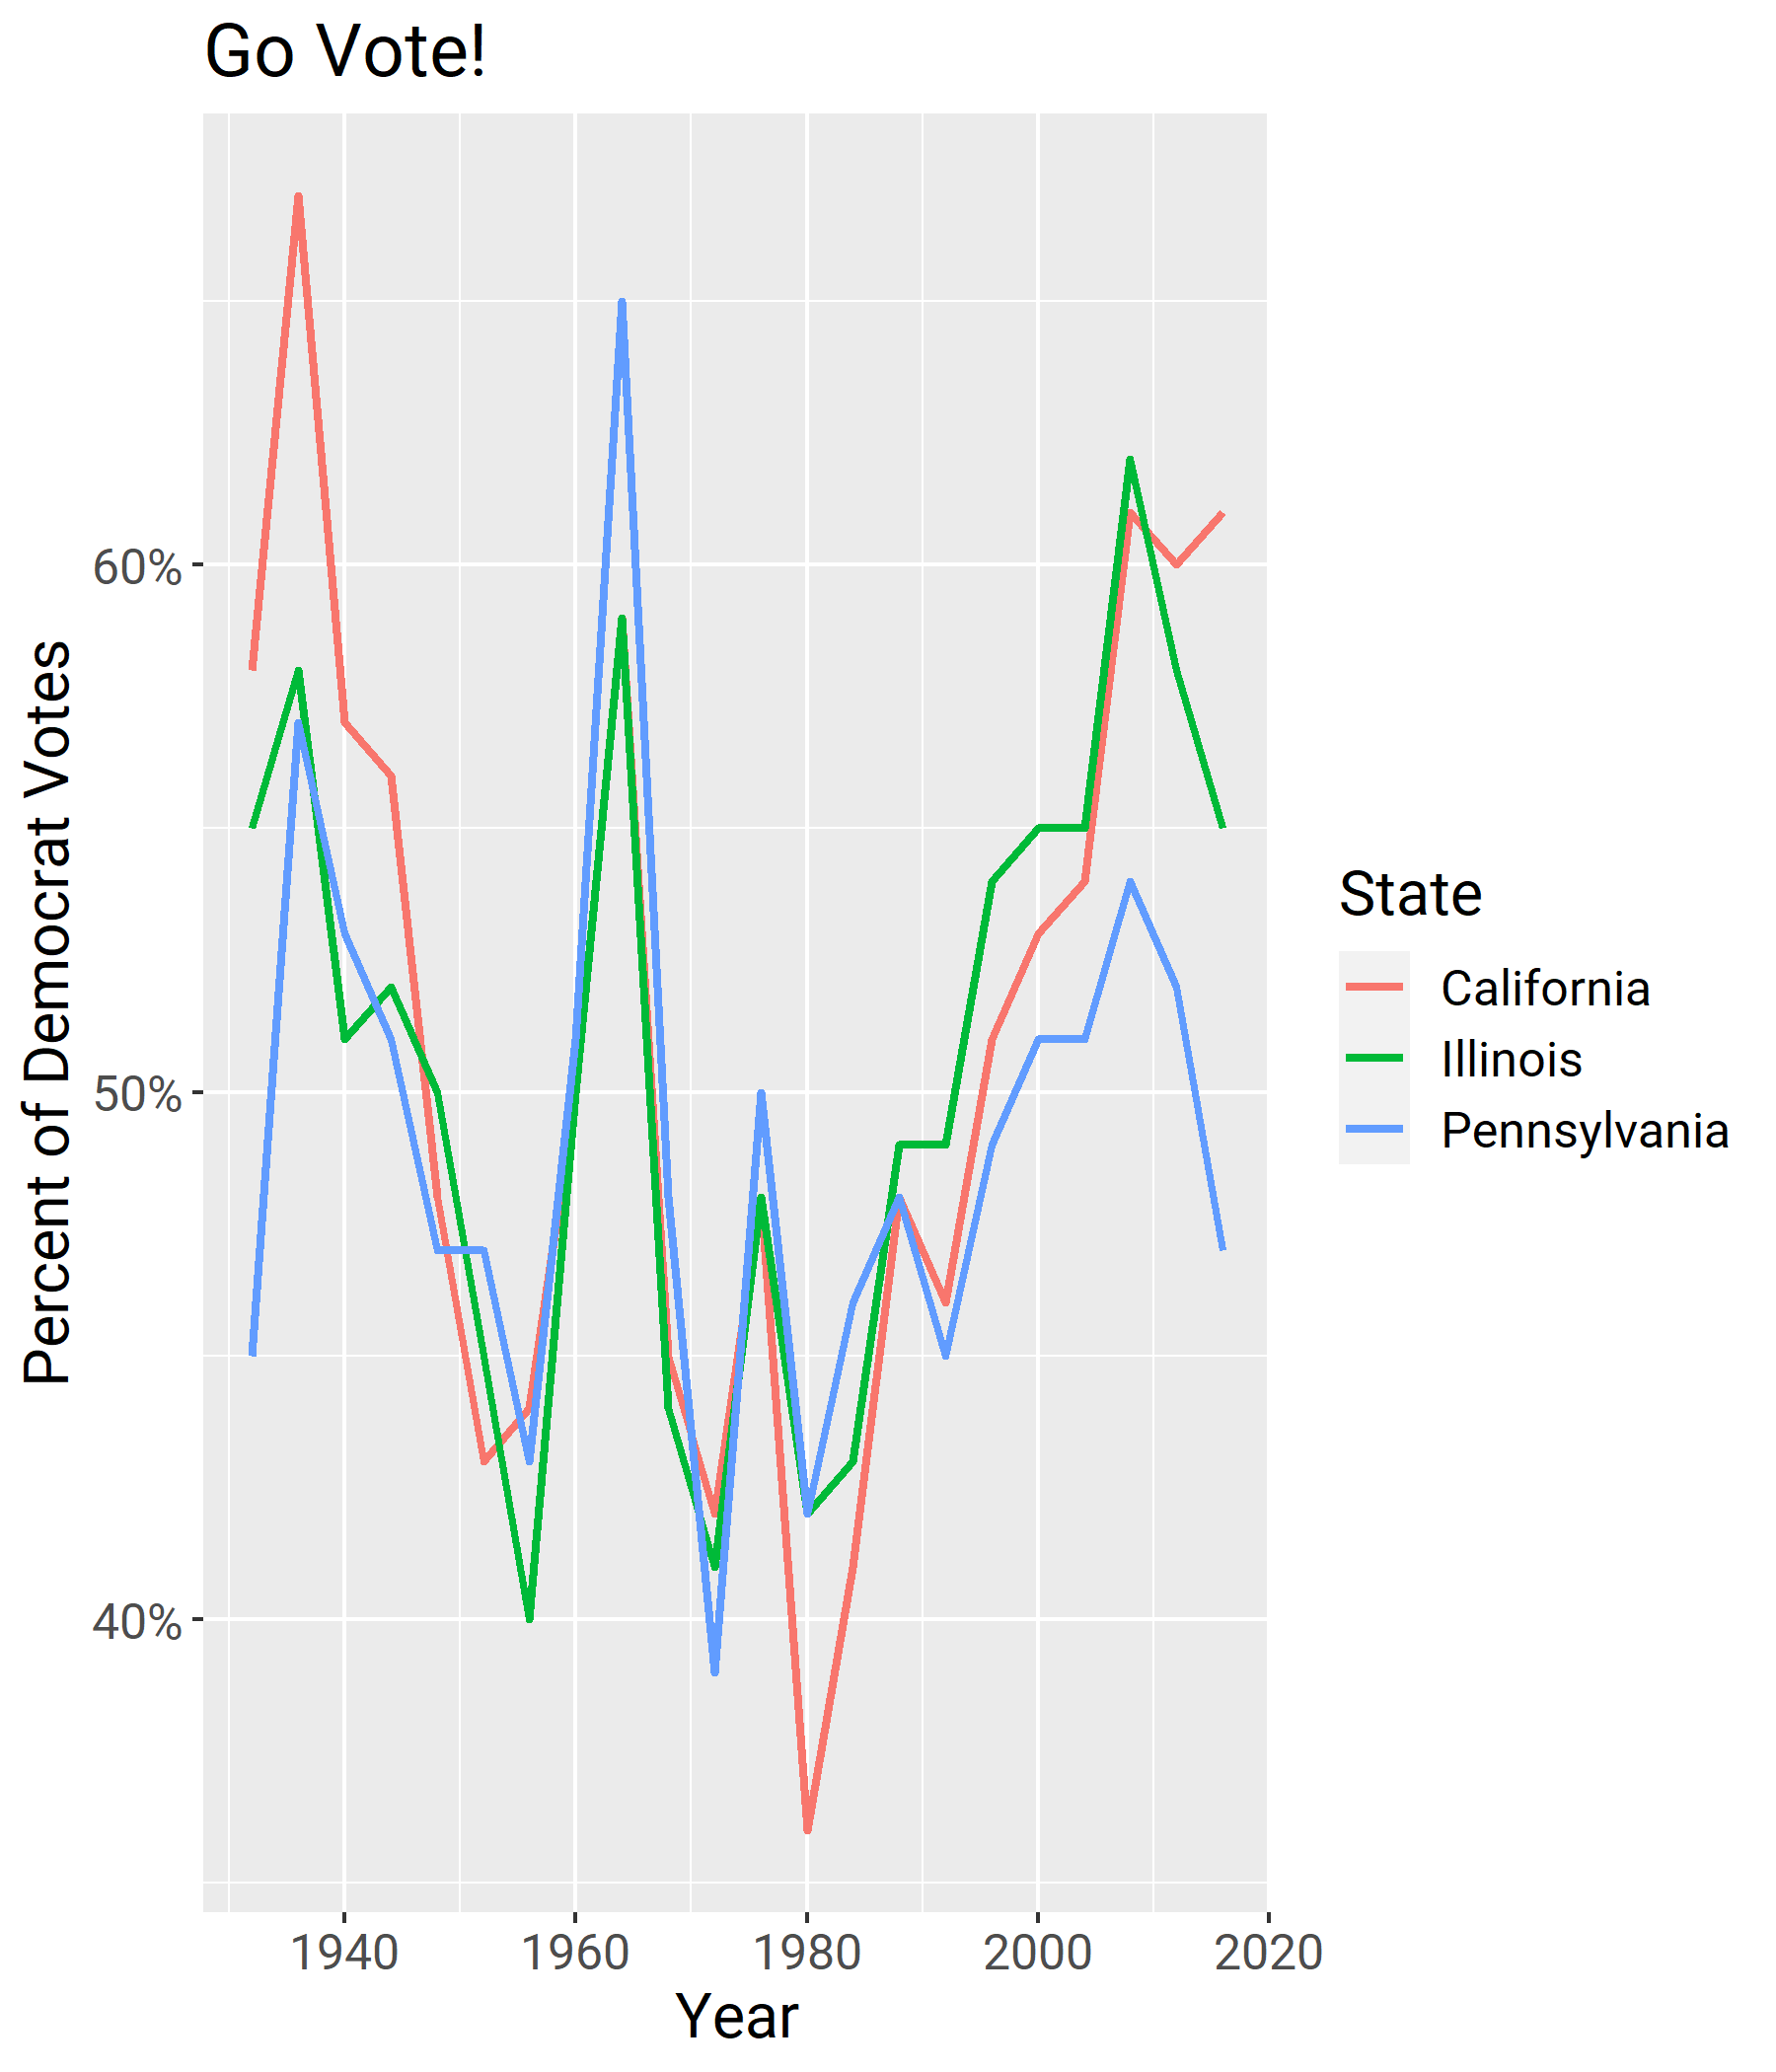 Go Vote!
Percent of Democrat Votes
60%
50%
40%
1940
1960
1980
2000
2020
Year
State
California
Illinois
Pennsylvania